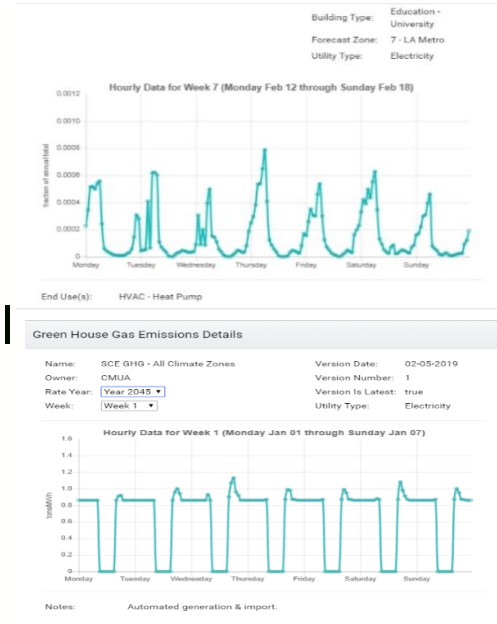 Building Type: Education - University
Forecast Zone: 7 - LA Metro
Utility Type: Electricity
Hourly Data for Week 7 (Monday Feb 12 through Sunday Feb 18)
0.0012
0.0010
0.0008
0.0006
0.0004
0.0002
0
fraction of annual total
Monday Tuesday Wednesday Thursday Friday Saturday Sunday
End Use(s): HVAC - Heat Pump
Green House Gas Emissions Details
Name: SCE GHG - All Climate Zones Version Date: 02-05-2019
Owner: CMUA Version Number: 1
Rate Year: Year 2045 Version Is Latest: true
Week: Week 1 Utility Type: Electricity
Hourly Data for Week 1 (Monday Jan 01 through Sunday Jan 07)
1.6
1.4
1.2
1.0
0.8
0.6
0.4
0.2
0
tons/MWh
Monday Tuesday Wednesday Thursday Friday Saturday Sunday
Notes: Automated generation & import.